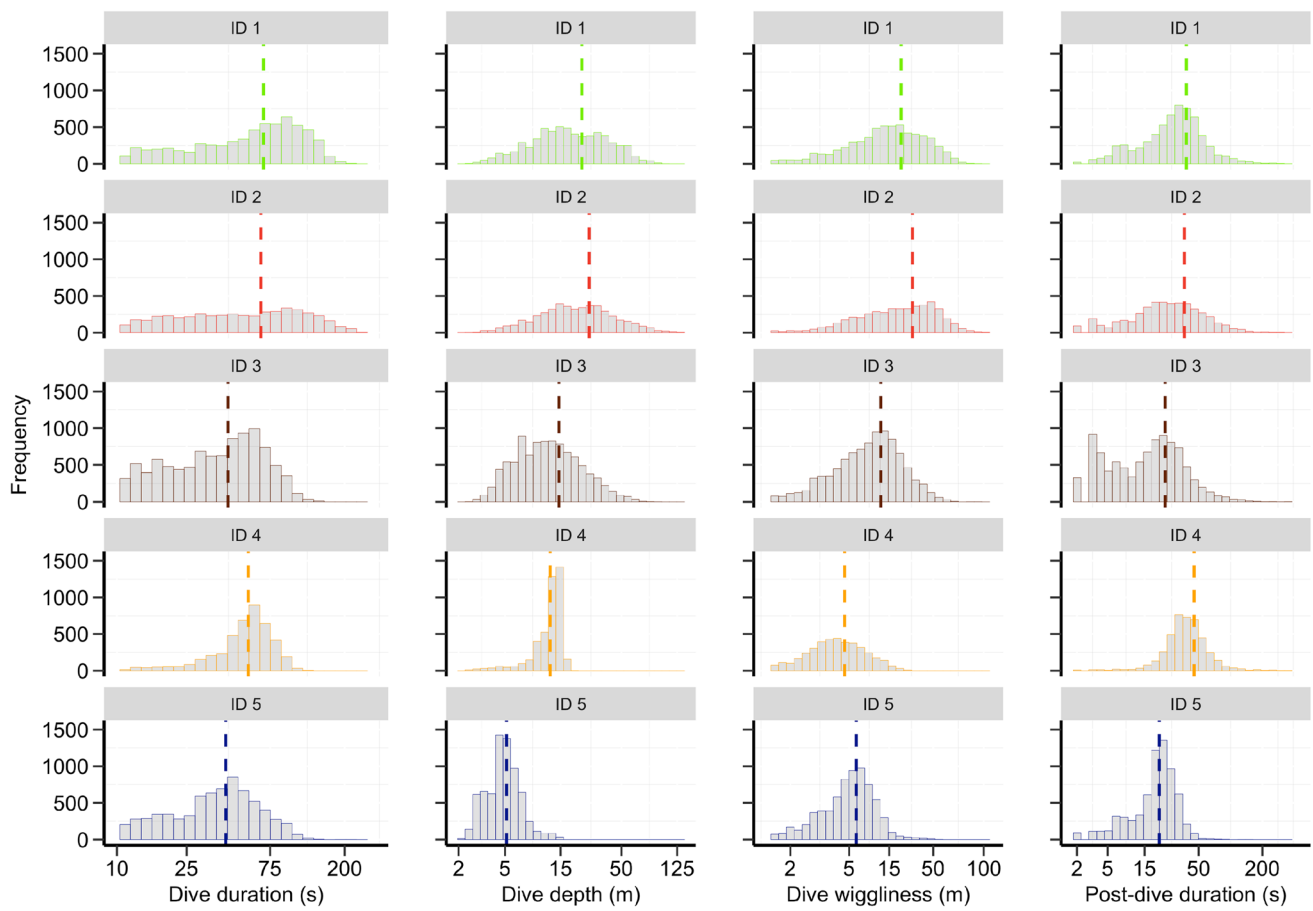 ID 1 ID 1 ID 1 ID 1
1500
1000
500
0
ID 2 ID 2 ID 2 ID 2
1500
1000
500
0
ID 3 ID 3 ID 3 ID 3
1500
1000
500
0
Frequency
ID 4 ID 4 ID 4 ID 4
1500
1000
500
0
ID 5 ID 5 ID 5 ID 5
1500
1000
500
0
10 25 75 200 2 5 15 50 125 2 5 15 50 100 2 5 15 50 200
Dive duration (s) Dive depth (m) Dive wiggliness (m) Post-dive duration (s)